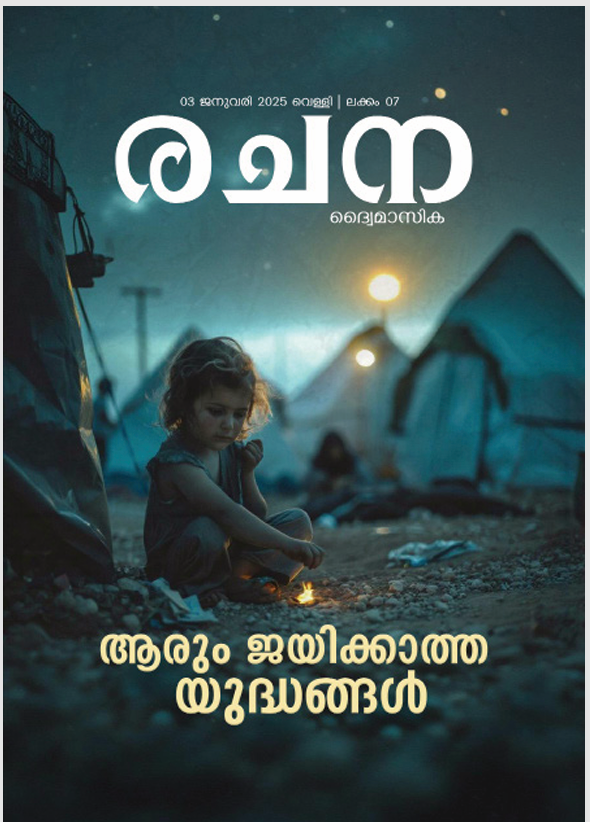 03 ജനുവരി 2025 വെള്ളി | ലക്കം 07
രചന
ദ്വൈമാസിക
ആരും ജയിക്കാത്ത
യുദ്ധങ്ങൾ